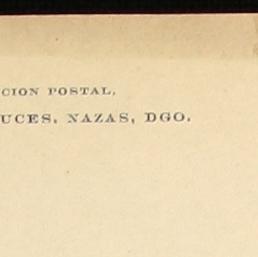 CION POSTAL,
UCES, NAZAS, DGO.